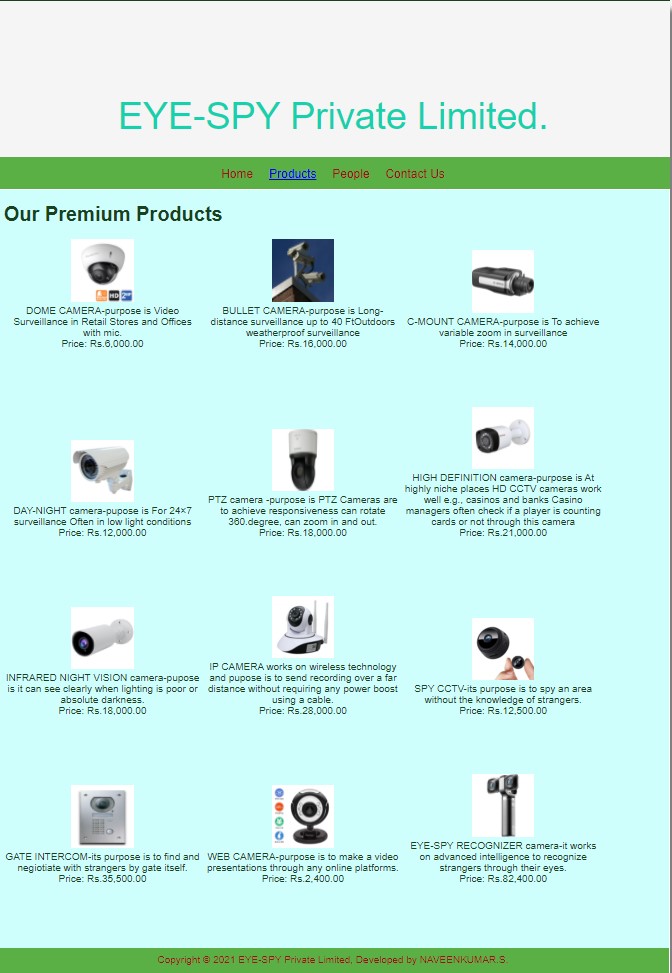 EYE-SPY Private Limited.
Home Products People Contact Us
Our Premium Products
HD
DOME CAMERA-purpose is Video
Surveillance in Retail Stores and Offices
with mic.
Price: Rs.6,000.00
BULLET CAMERA-purpose is Long-
distance surveillance up to 40 FtOutdoors
weatherproof surveillance
Price: Rs.16,000.00
C-MOUNT CAMERA-purpose is To achieve
variable zoom in surveillance
Price: Rs.14,000.00
DAY-NIGHT camera-pupose is For 24×7
surveillance Often in low light conditions
Price: Rs.12,000.00
PTZ camera -purpose is PTZ Cameras are
to achieve responsiveness can rotate
360.degree, can zoom in and out.
Price: Rs.18,000.00
HIGH DEFINITION camera-purpose is At
highly niche places HD CCTV cameras work
well e.g., casinos and banks Casino
managers often check if a player is counting
cards or not through this camera
Price: Rs.21,000.00
INFRARED NIGHT VISION camera-pupose
is it can see clearly when lighting is poor or
absolute darkness.
Price: Rs.18,000.00
IP CAMERA works on wireless technology
and pupose is to send recording over a far
distance without requiring any power boost
using a cable.
Price: Rs.28,000.00
SPY CCTV-its purpose is to spy an area
without the knowledge of strangers.
Price: Rs.12,500.00
GATE INTERCOM-its purpose is to find and
negiotiate with strangers by gate itself.
Price: Rs.35,500.00
WEB CAMERA-purpose is to make a video
presentations through any online platforms.
Price: Rs.2,400.00
EYE-SPY RECOGNIZER camera-it works
on advanced intelligence to recognize
strangers through their eyes.
Price: Rs.82,400.00
Copyright © 2021 EYE-SPY Private Limited, Developed by NAVEENKUMAR.S.